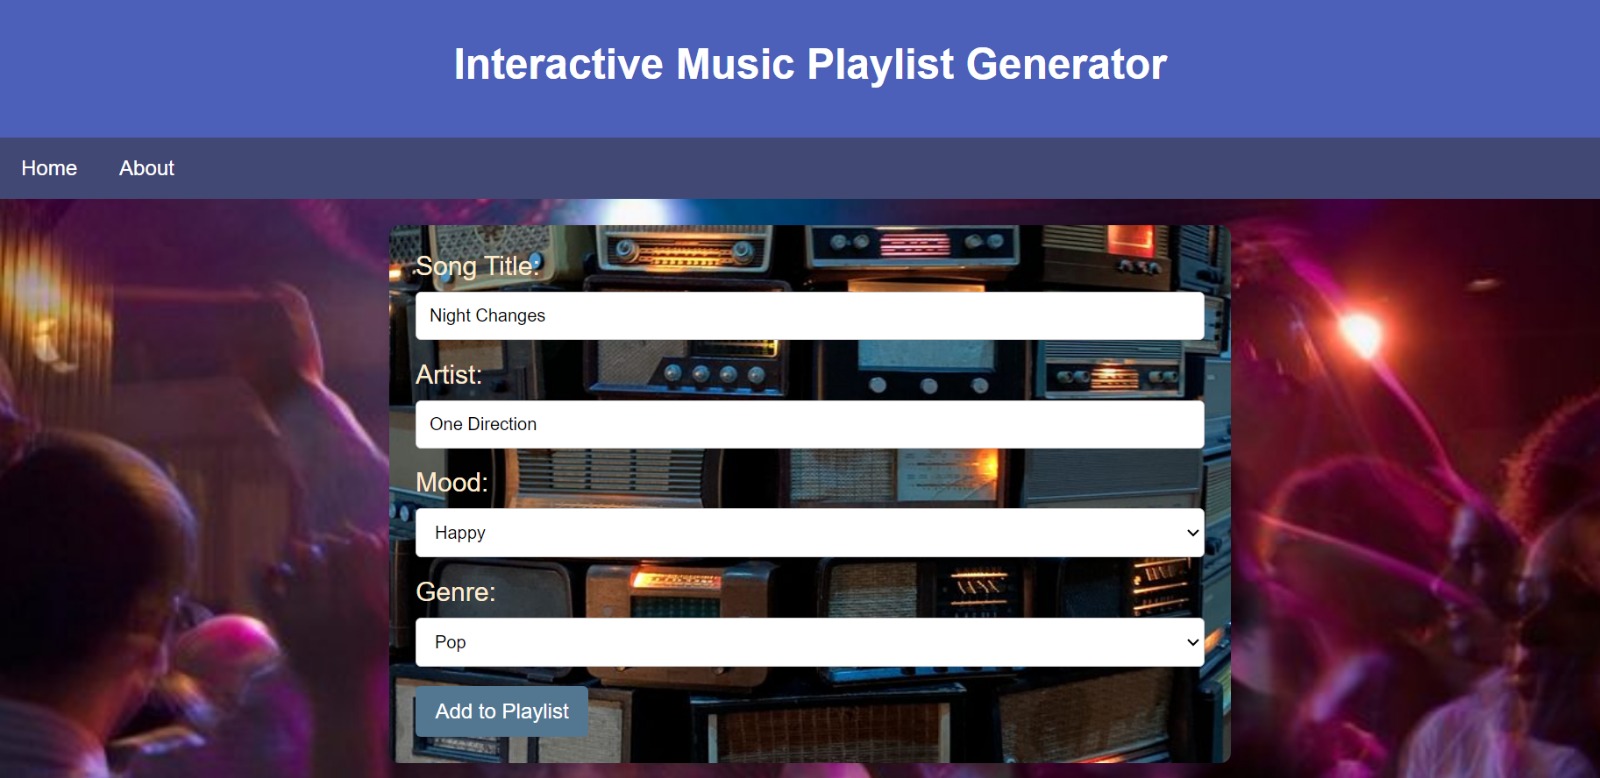 Interactive Music Playlist Generator
Home About
Song Title:
Night Changes
Artist:
One Direction
Mood:
Happy
Genre:
Pop
Add to Playlist